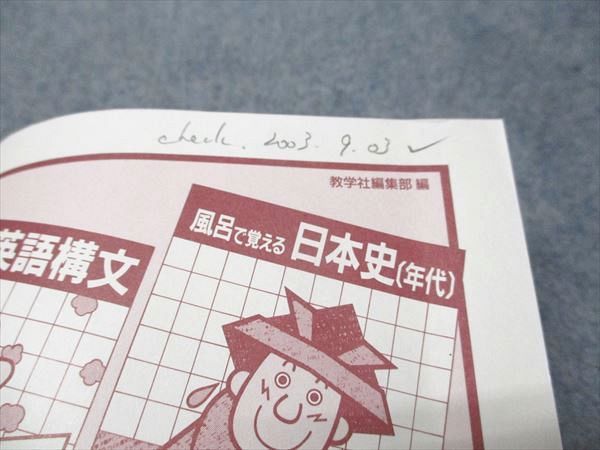 check. 2003. 9. 03 ✓
教学社編集部 編
風呂で覚える 日本史(年代)
英語構文